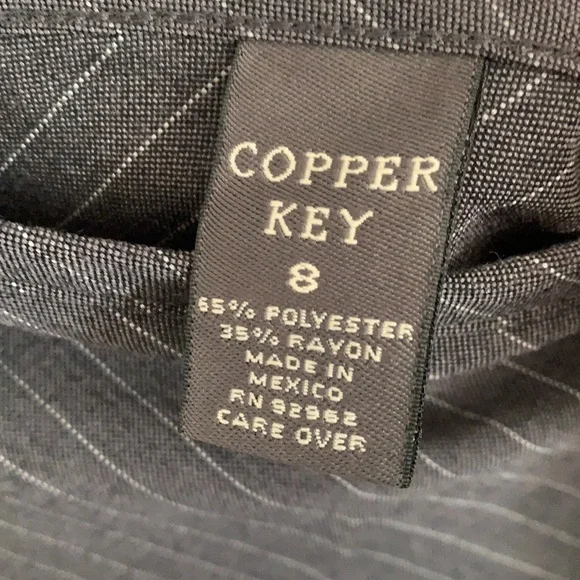 COPPER
KEY
8
65% POLYESTER
35% RAYON
MADE IN
MEXICO
RN 92962
CARE OVER